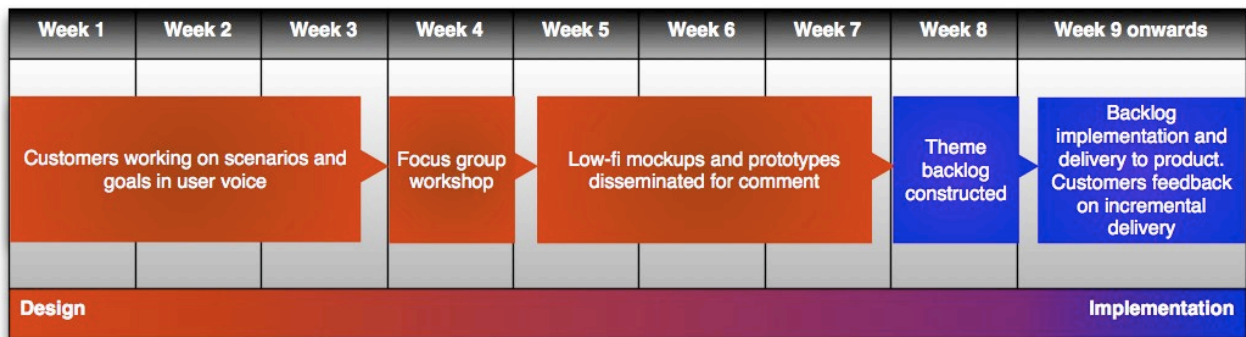 Week 1
Week 2
Week 3
Week 4
Week 5
Week 6
Week 7
Week 8
Week 9 onwards
Customers working on scenarios and
goals in user voice
Focus group
workshop
Low-fi mockups and prototypes
disseminated for comment
Theme
backlog
constructed
Backlog
implementation and
delivery to product.
Customers feedback
on incremental
delivery
Design
Implementation